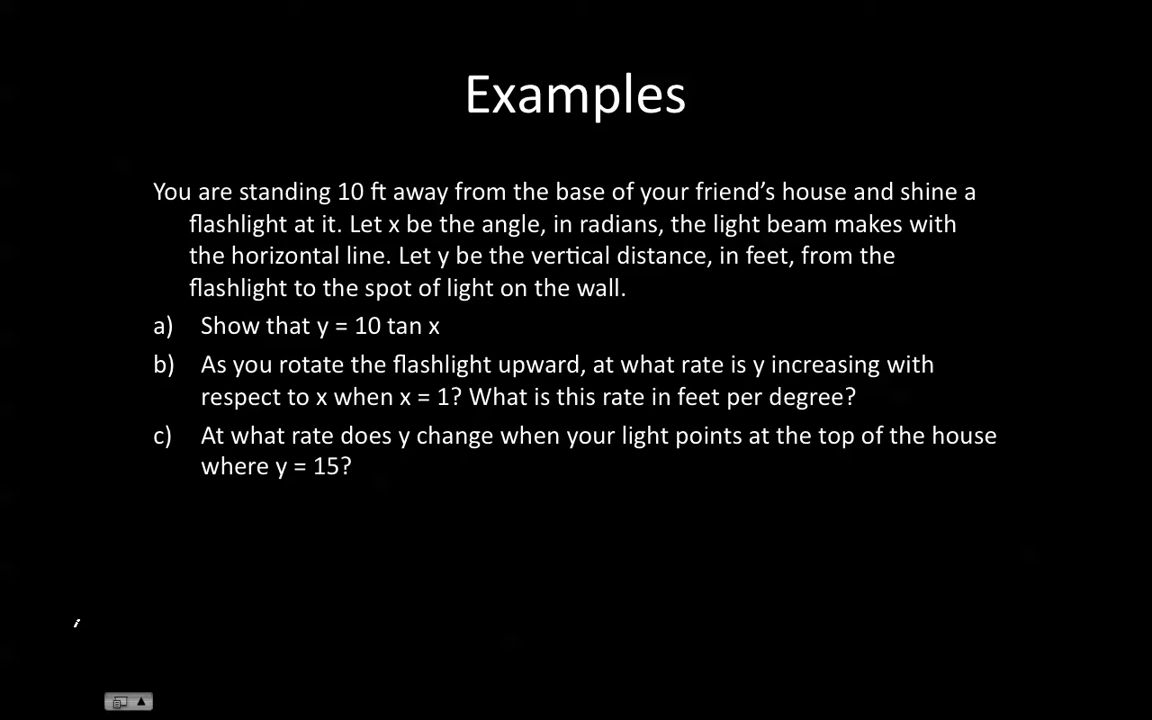 Examples
You are standing 10 ft away from the base of your friend’s house and shine a
flashlight at it. Let x be the angle, in radians, the light beam makes with
the horizontal line. Let y be the vertical distance, in feet, from the
flashlight to the spot of light on the wall.
a) Show that y = 10 tan x
b) As you rotate the flashlight upward, at what rate is y increasing with
respect to x when x = 1? What is this rate in feet per degree?
c) At what rate does y change when your light points at the top of the house
where y = 15?